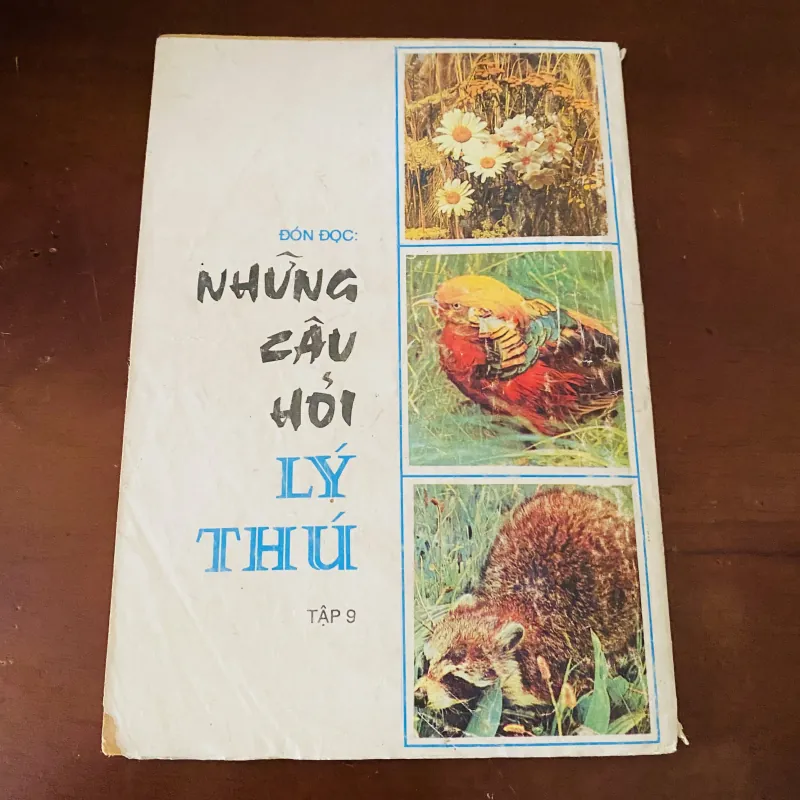 ĐÓN ĐỌC:
NHỮNG
CÂU
HỎI
LÝ
THÚ
TẬP 9